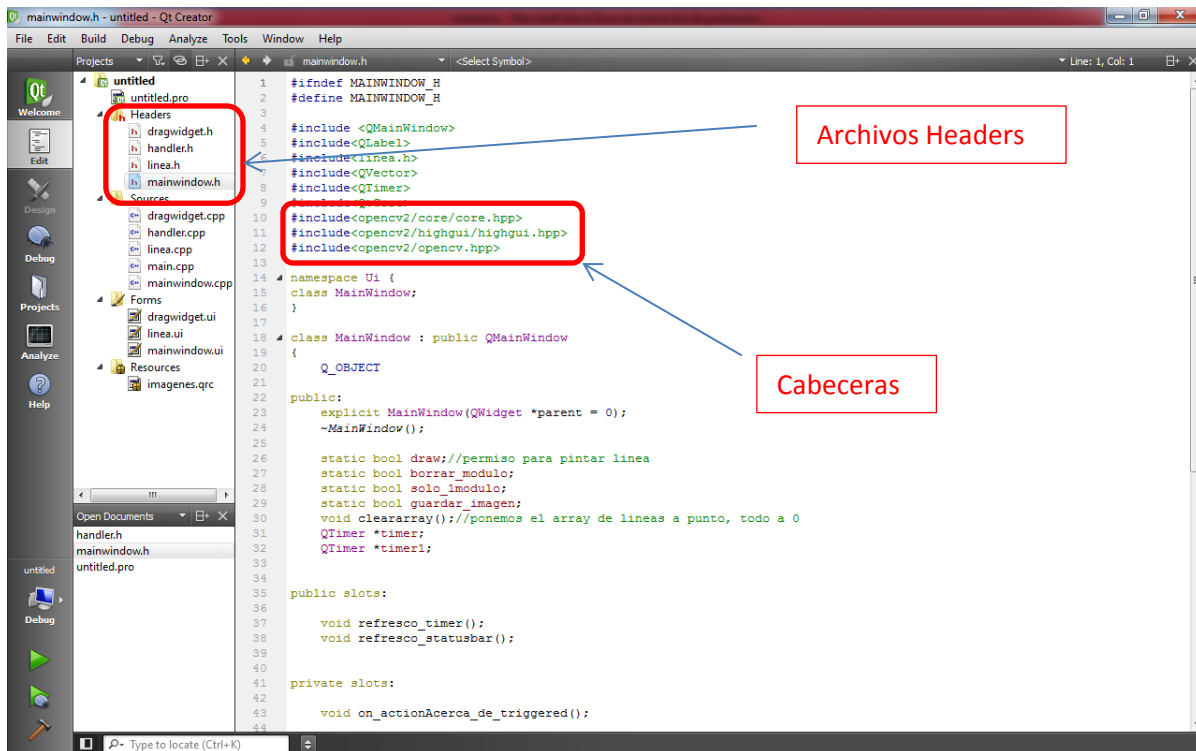 mainwindow.h - untitled - Qt Creator
File Edit Build Debug Analyze Tools Window Help
Projects
mainwindow.h
<Select Symbol>
Line: 1, Col: 1
Welcome
Edit
Design
Debug
Projects
Analyze
Help
untitled
Debug
untitled
untitled.pro
Headers
dragwidget.h
handler.h
linea.h
mainwindow.h
Sources
dragwidget.cpp
handler.cpp
linea.cpp
main.cpp
mainwindow.cpp
Forms
dragwidget.ui
linea.ui
mainwindow.ui
Resources
imagenes.qrc
Open Documents
handler.h
mainwindow.h
untitled.pro
1 #ifndef MAINWINDOW_H
2 #define MAINWINDOW_H
3
4 #include <QMainWindow>
5 #include<QLabel>
6 #include<linea.h>
7 #include<QVector>
8 #include<QTimer>
9
10 #include<opencv2/core/core.hpp>
11 #include<opencv2/highgui/highgui.hpp>
12 #include<opencv2/opencv.hpp>
13
14 namespace Ui {
15 class MainWindow;
16 }
17
18 class MainWindow : public QMainWindow
19 {
20 Q_OBJECT
21
22 public:
23 explicit MainWindow(QWidget *parent = 0);
24 ~MainWindow();
25
26 static bool draw;//permiso para pintar linea
27 static bool borrar_modulo;
28 static bool solo_1modulo;
29 static bool guardar_imagen;
30 void cleararray();//ponemos el array de lineas a punto, todo a 0
31 QTimer *timer;
32 QTimer *timer1;
33
34
35 public slots:
36
37 void refresco_timer();
38 void refresco_statusbar();
39
40
41 private slots:
42
43 void on_actionAcerca_de_triggered();
44
Archivos Headers
Cabeceras
Type to locate (Ctrl+K)